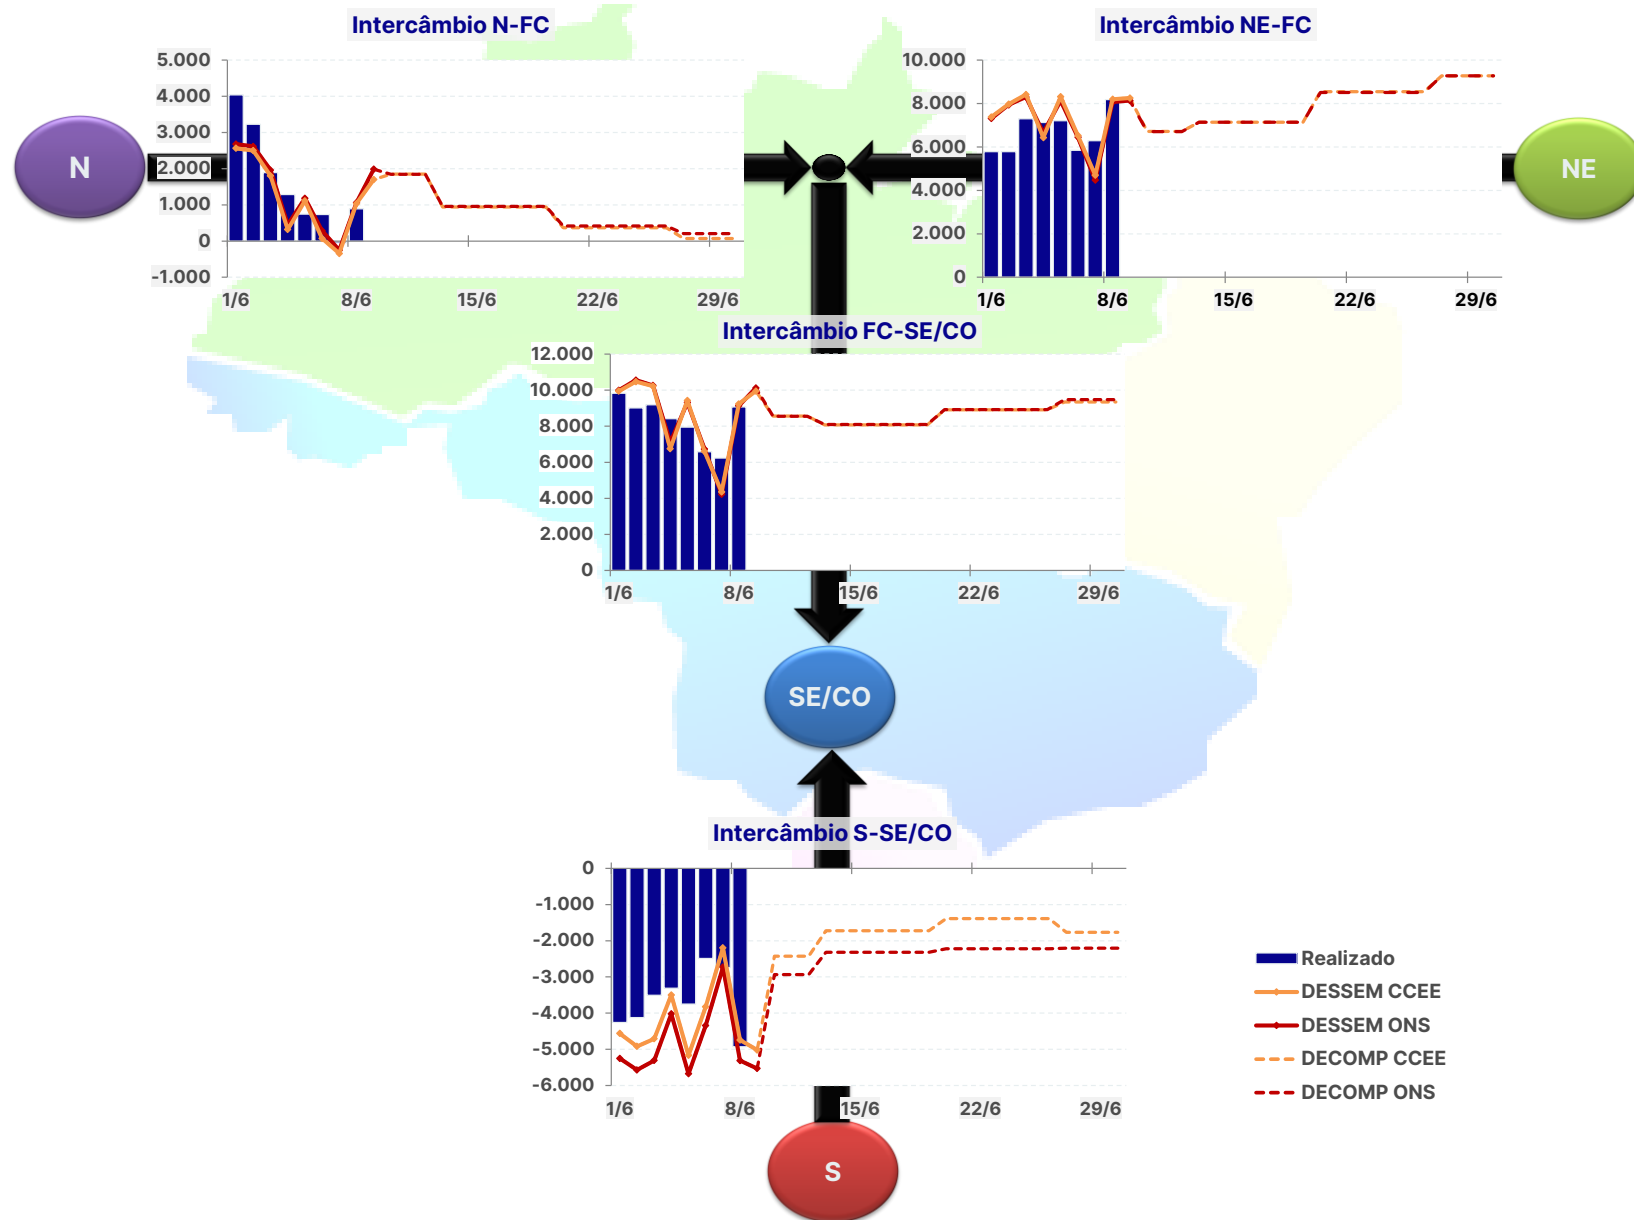 Intercâmbio N-FC
5.000
4.000
3.000
2.000
1.000
0
-1.000
1/6 8/6 15/6 22/6 29/6
N
Intercâmbio NE-FC
10.000
8.000
6.000
4.000
2.000
0
1/6 8/6 15/6 22/6 29/6
NE
Intercâmbio FC-SE/CO
12.000
10.000
8.000
6.000
4.000
2.000
0
1/6 8/6 15/6 22/6 29/6
SE/CO
Intercâmbio S-SE/CO
0
-1.000
-2.000
-3.000
-4.000
-5.000
-6.000
1/6 8/6 15/6 22/6 29/6
Realizado
DESSEM CCEE
DESSEM ONS
DECOMP CCEE
DECOMP ONS
S